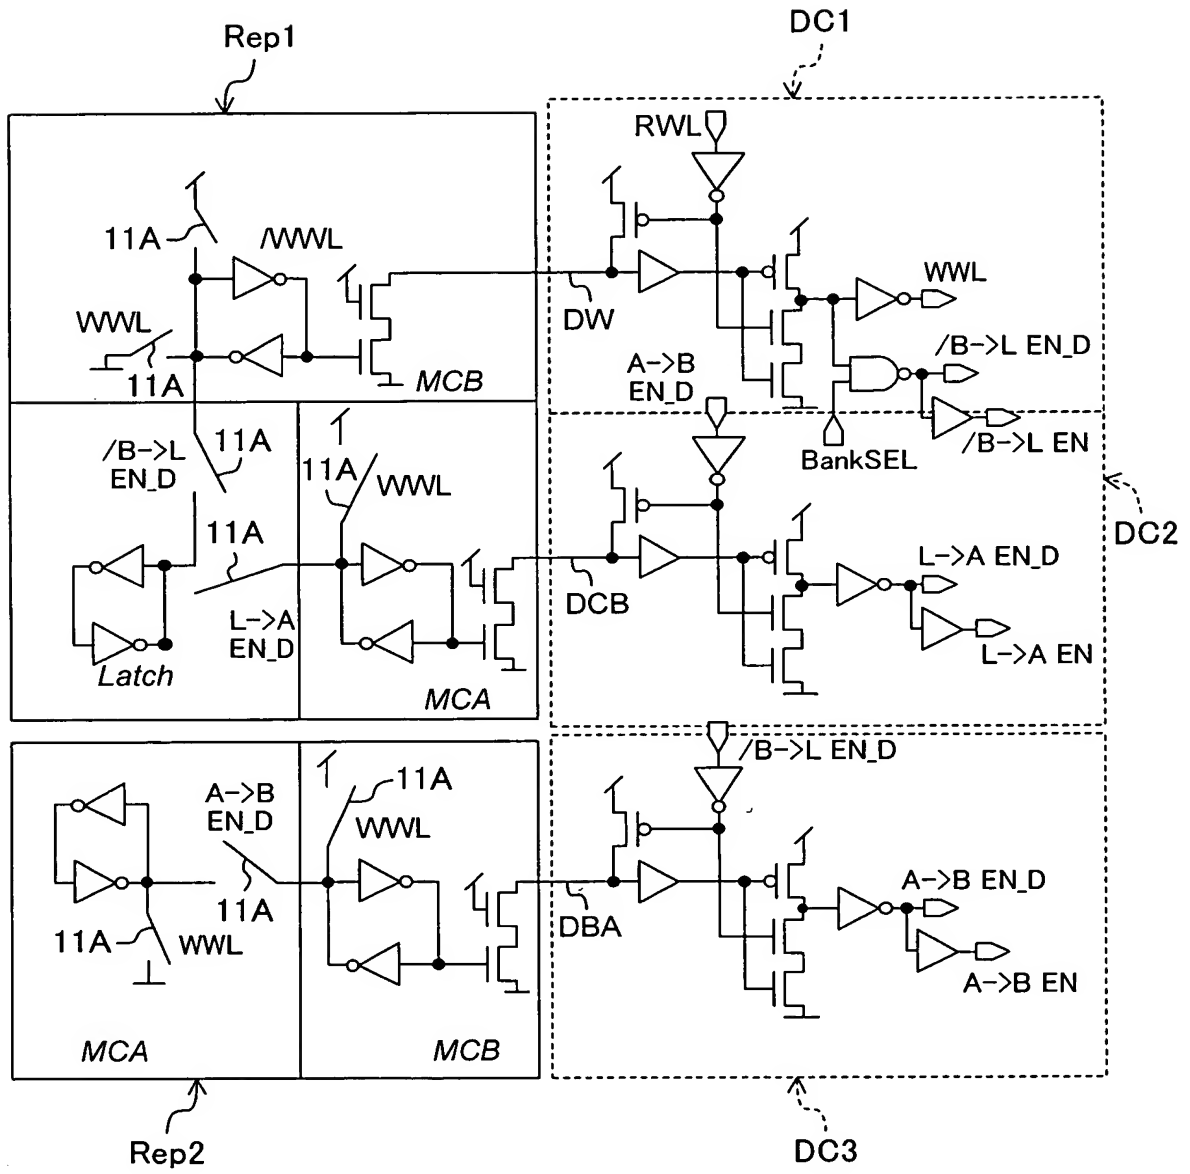 Rep1
DC1
RWL
11A
/WWL
WWL
11A
MCB
DW
WWL
/B->L EN_D
/B->L EN
BankSEL
A->B
EN_D
DC2
/B->L
EN_D
11A
11A
WWL
11A
L->A
EN_D
Latch
MCA
DCB
L->A EN_D
L->A EN
/B->L EN_D
A->B
EN_D
11A
WWL
11A
11A
WWL
DBA
A->B EN_D
A->B EN
MCA
MCB
Rep2
DC3